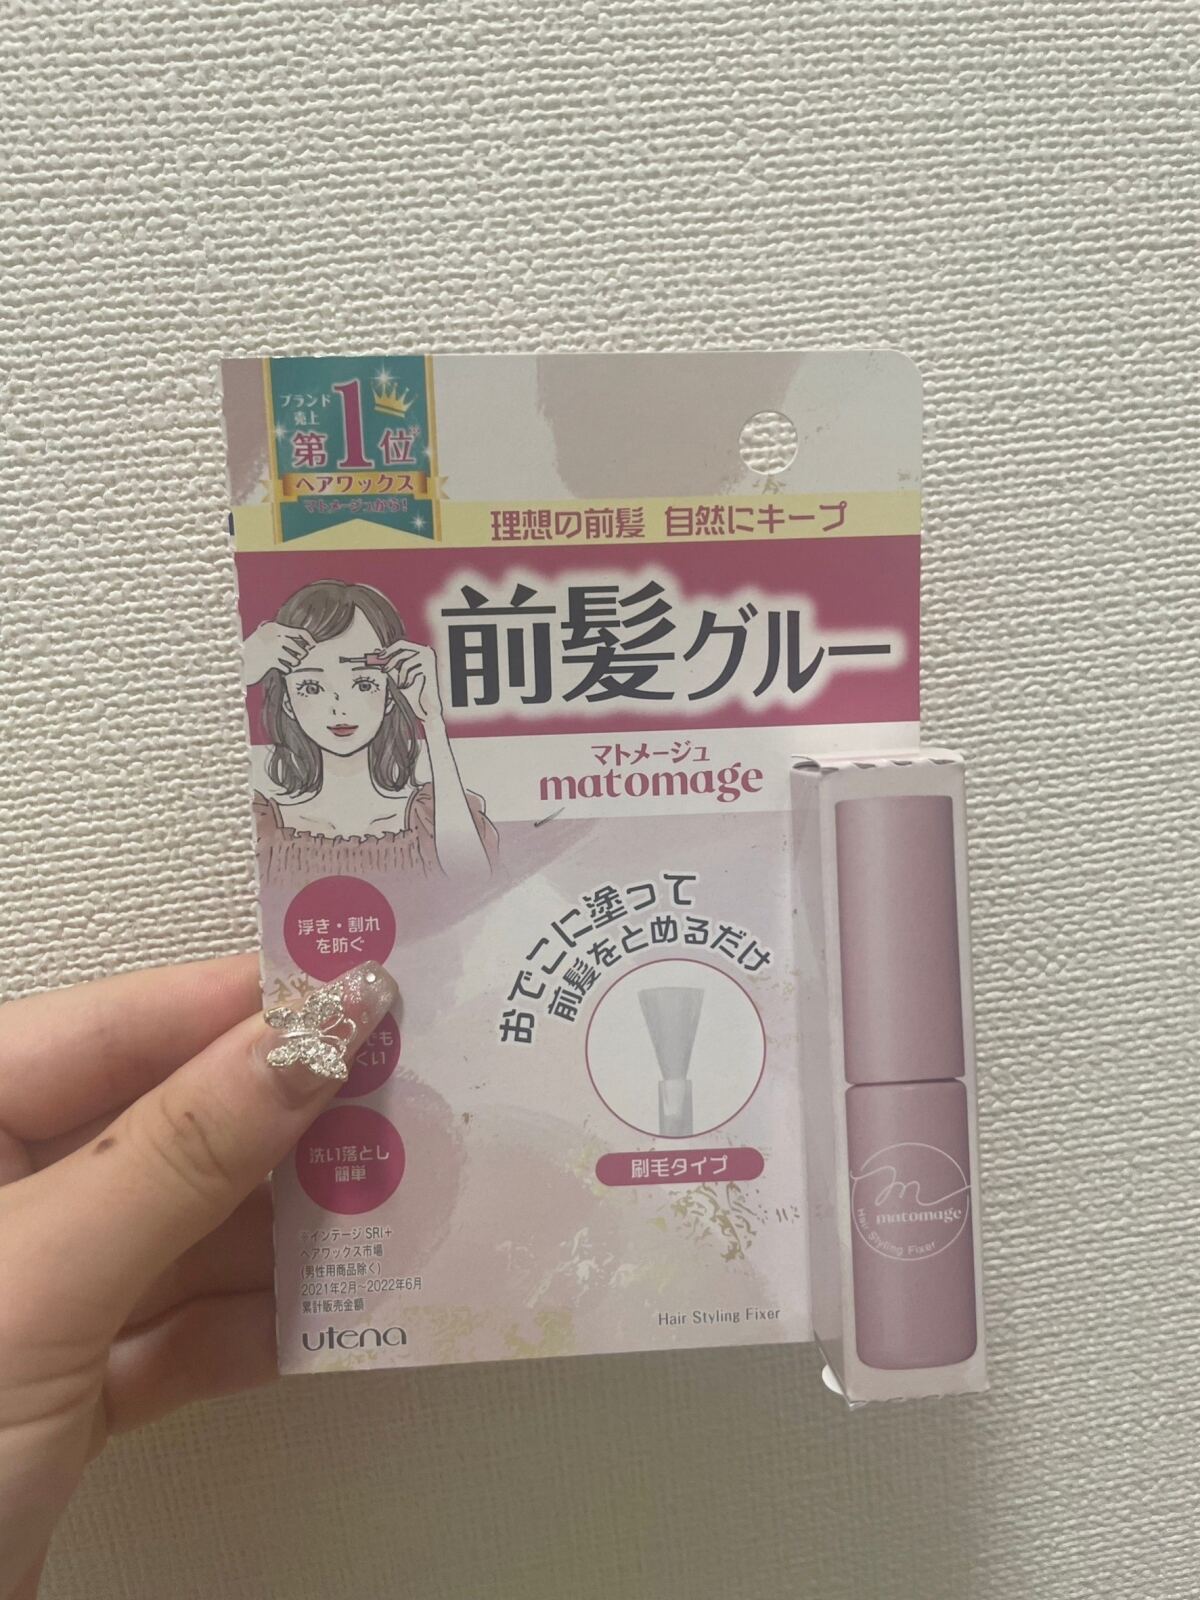 ブランド
売上
第1位
ヘアワックス
マトメージュから!
理想の前髪 自然にキープ
前髪グルー
マトメージュ
matomage
浮き・割れ
を防ぐ
でも
くい
洗い落とし
簡単
おでこに塗って
前髪をとめるだけ
刷毛タイプ
※インテージSRI+
ヘアワックス市場
(男性用商品除く)
2021年2月~2022年6月
累計販売金額
utena
Hair Styling Fixer
m
matomage
Hair Styling Fixer